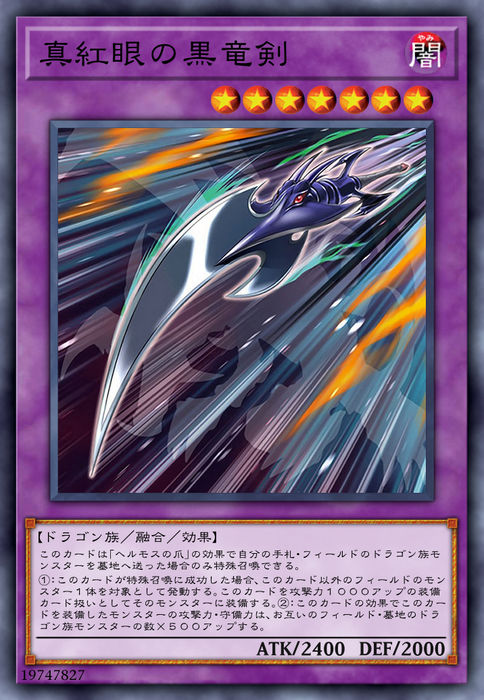 真紅眼の黒竜剣
やみ
闇
【ドラゴン族／融合／効果】
このカードは「ヘルモスの爪」の効果で自分の手札・フィールドのドラゴン族モ
ンスターを墓地へ送った場合のみ特殊召喚できる。
①：このカードが特殊召喚に成功した場合、このカード以外のフィールドのモン
スター１体を対象として発動する。このカードを攻撃力１０００アップの装備
カード扱いとしてそのモンスターに装備する。②：このカードの効果でこのカー
ドを装備したモンスターの攻撃力・守備力は、お互いのフィールド・墓地のドラ
ゴン族モンスターの数×５００アップする。
ATK/2400 DEF/2000
19747827